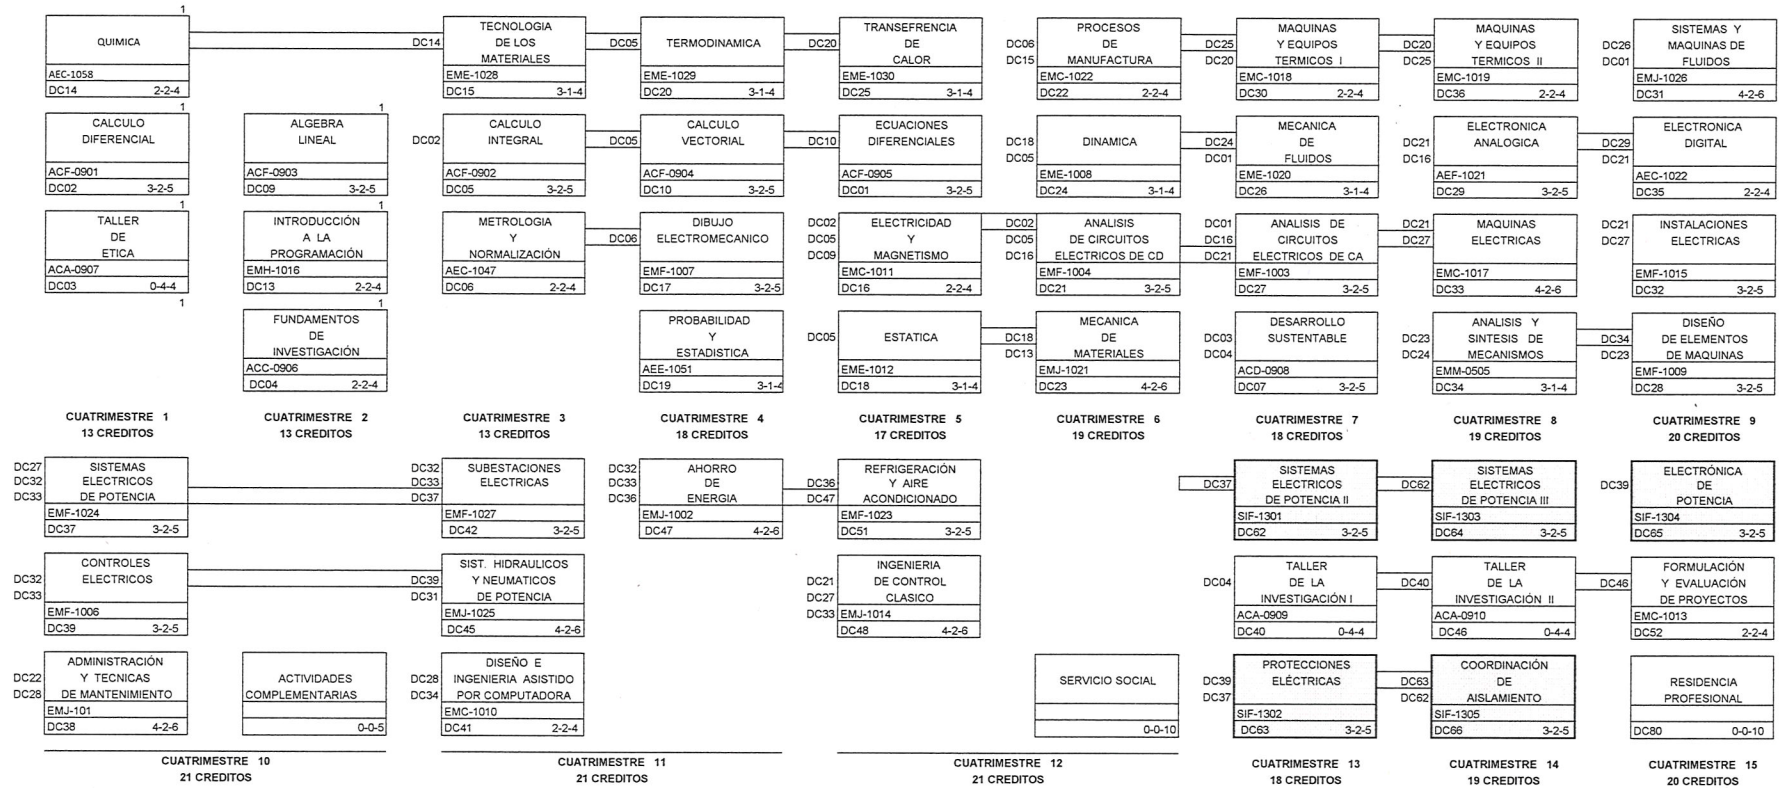 1
QUIMICA
AEC-1058
DC14 2-2-4
DC14
TECNOLOGIA
DE LOS
MATERIALES
EME-1028
DC15 3-1-4
DC05
TERMODINAMICA
EME-1029
DC20 3-1-4
DC20
TRANSEFRENCIA
DE
CALOR
EME-1030
DC25 3-1-4
DC06
DC15
PROCESOS
DE
MANUFACTURA
EMC-1022
DC22 2-2-4
DC25
DC20
MAQUINAS
Y EQUIPOS
TERMICOS I
EMC-1018
DC30 2-2-4
DC20
DC25
MAQUINAS
Y EQUIPOS
TERMICOS II
EMC-1019
DC36 2-2-4
DC26
DC01
SISTEMAS Y
MAQUINAS DE
FLUIDOS
EMJ-1026
DC31 4-2-6
1
CALCULO
DIFERENCIAL
ACF-0901
DC02 3-2-5
1
ALGEBRA
LINEAL
ACF-0903
DC09 3-2-5
DC02
CALCULO
INTEGRAL
ACF-0902
DC05 3-2-5
DC05
CALCULO
VECTORIAL
ACF-0904
DC10 3-2-5
DC10
ECUACIONES
DIFERENCIALES
ACF-0905
DC01 3-2-5
DC18
DC05
DINAMICA
EME-1008
DC24 3-1-4
DC24
DC01
MECANICA
DE
FLUIDOS
EME-1020
DC26 3-1-4
DC21
DC16
ELECTRONICA
ANALOGICA
AEF-1021
DC29 3-2-5
DC29
DC21
ELECTRONICA
DIGITAL
AEC-1022
DC35 2-2-4
1
TALLER
DE
ETICA
ACA-0907
DC03 0-4-4
1
1
INTRODUCCIÓN
A LA
PROGRAMACIÓN
EMH-1016
DC13 2-2-4
METROLOGIA
Y
NORMALIZACIÓN
AEC-1047
DC06 2-2-4
DC06
DIBUJO
ELECTROMECANICO
EMF-1007
DC17 3-2-5
DC02
DC05
DC09
ELECTRICIDAD
Y
MAGNETISMO
EMC-1011
DC16 2-2-4
DC02
DC05
DC16
ANALISIS
DE CIRCUITOS
ELECTRICOS DE CD
EMF-1004
DC21 3-2-5
DC01
DC16
DC21
ANALISIS DE
CIRCUITOS
ELECTRICOS DE CA
EMF-1003
DC27 3-2-5
DC21
DC27
MAQUINAS
ELECTRICAS
EMC-1017
DC33 4-2-6
DC21
DC27
INSTALACIONES
ELECTRICAS
EMF-1015
DC32 3-2-5
1
FUNDAMENTOS
DE
INVESTIGACIÓN
ACC-0906
DC04 2-2-4
PROBABILIDAD
Y
ESTADISTICA
AEE-1051
DC19 3-1-4
DC05
ESTATICA
EME-1012
DC18 3-1-4
DC18
DC13
MECANICA
DE
MATERIALES
EMJ-1021
DC23 4-2-6
DC03
DC04
DESARROLLO
SUSTENTABLE
ACD-0908
DC07 3-2-5
DC23
DC24
ANALISIS Y
SINTESIS DE
MECANISMOS
EMM-0505
DC34 3-1-4
DC34
DC23
DISEÑO
DE ELEMENTOS
DE MAQUINAS
EMF-1009
DC28 3-2-5
CUATRIMESTRE 1
13 CREDITOS
CUATRIMESTRE 2
13 CREDITOS
CUATRIMESTRE 3
13 CREDITOS
CUATRIMESTRE 4
18 CREDITOS
CUATRIMESTRE 5
17 CREDITOS
CUATRIMESTRE 6
19 CREDITOS
CUATRIMESTRE 7
18 CREDITOS
CUATRIMESTRE 8
19 CREDITOS
CUATRIMESTRE 9
20 CREDITOS
DC27
DC32
DC33
SISTEMAS
ELECTRICOS
DE POTENCIA
EMF-1024
DC37 3-2-5
DC32
DC33
DC37
SUBESTACIONES
ELECTRICAS
EMF-1027
DC42 3-2-5
DC32
DC33
DC36
AHORRO
DE
ENERGIA
EMJ-1002
DC47 4-2-6
DC36
DC47
REFRIGERACIÓN
Y AIRE
ACONDICIONADO
EMF-1023
DC51 3-2-5
DC37
SISTEMAS
ELECTRICOS
DE POTENCIA II
SIF-1301
DC62 3-2-5
DC62
SISTEMAS
ELECTRICOS
DE POTENCIA III
SIF-1303
DC64 3-2-5
DC39
ELECTRÓNICA
DE
POTENCIA
SIF-1304
DC65 3-2-5
DC32
DC33
CONTROLES
ELECTRICOS
EMF-1006
DC39 3-2-5
DC39
DC31
SIST. HIDRAULICOS
Y NEUMATICOS
DE POTENCIA
EMJ-1025
DC45 4-2-6
DC21
DC27
DC33
INGENIERIA
DE CONTROL
CLASICO
EMJ-1014
DC48 4-2-6
DC04
TALLER
DE LA
INVESTIGACIÓN I
ACA-0909
DC40 0-4-4
DC40
TALLER
DE LA
INVESTIGACIÓN II
ACA-0910
DC46 0-4-4
DC46
FORMULACIÓN
Y EVALUACIÓN
DE PROYECTOS
EMC-1013
DC52 2-2-4
DC22
DC28
ADMINISTRACIÓN
Y TECNICAS
DE MANTENIMIENTO
EMJ-101
DC38 4-2-6
ACTIVIDADES
COMPLEMENTARIAS
0-0-5
DC28
DC34
DISEÑO E
INGENIERIA ASISTIDO
POR COMPUTADORA
EMC-1010
DC41 2-2-4
SERVICIO SOCIAL
0-0-10
DC39
DC37
PROTECCIONES
ELÉCTRICAS
SIF-1302
DC63 3-2-5
DC63
DC62
COORDINACIÓN
DE
AISLAMIENTO
SIF-1305
DC66 3-2-5
RESIDENCIA
PROFESIONAL
DC80 0-0-10
CUATRIMESTRE 10
21 CREDITOS
CUATRIMESTRE 11
21 CREDITOS
CUATRIMESTRE 12
21 CREDITOS
CUATRIMESTRE 13
18 CREDITOS
CUATRIMESTRE 14
19 CREDITOS
CUATRIMESTRE 15
20 CREDITOS